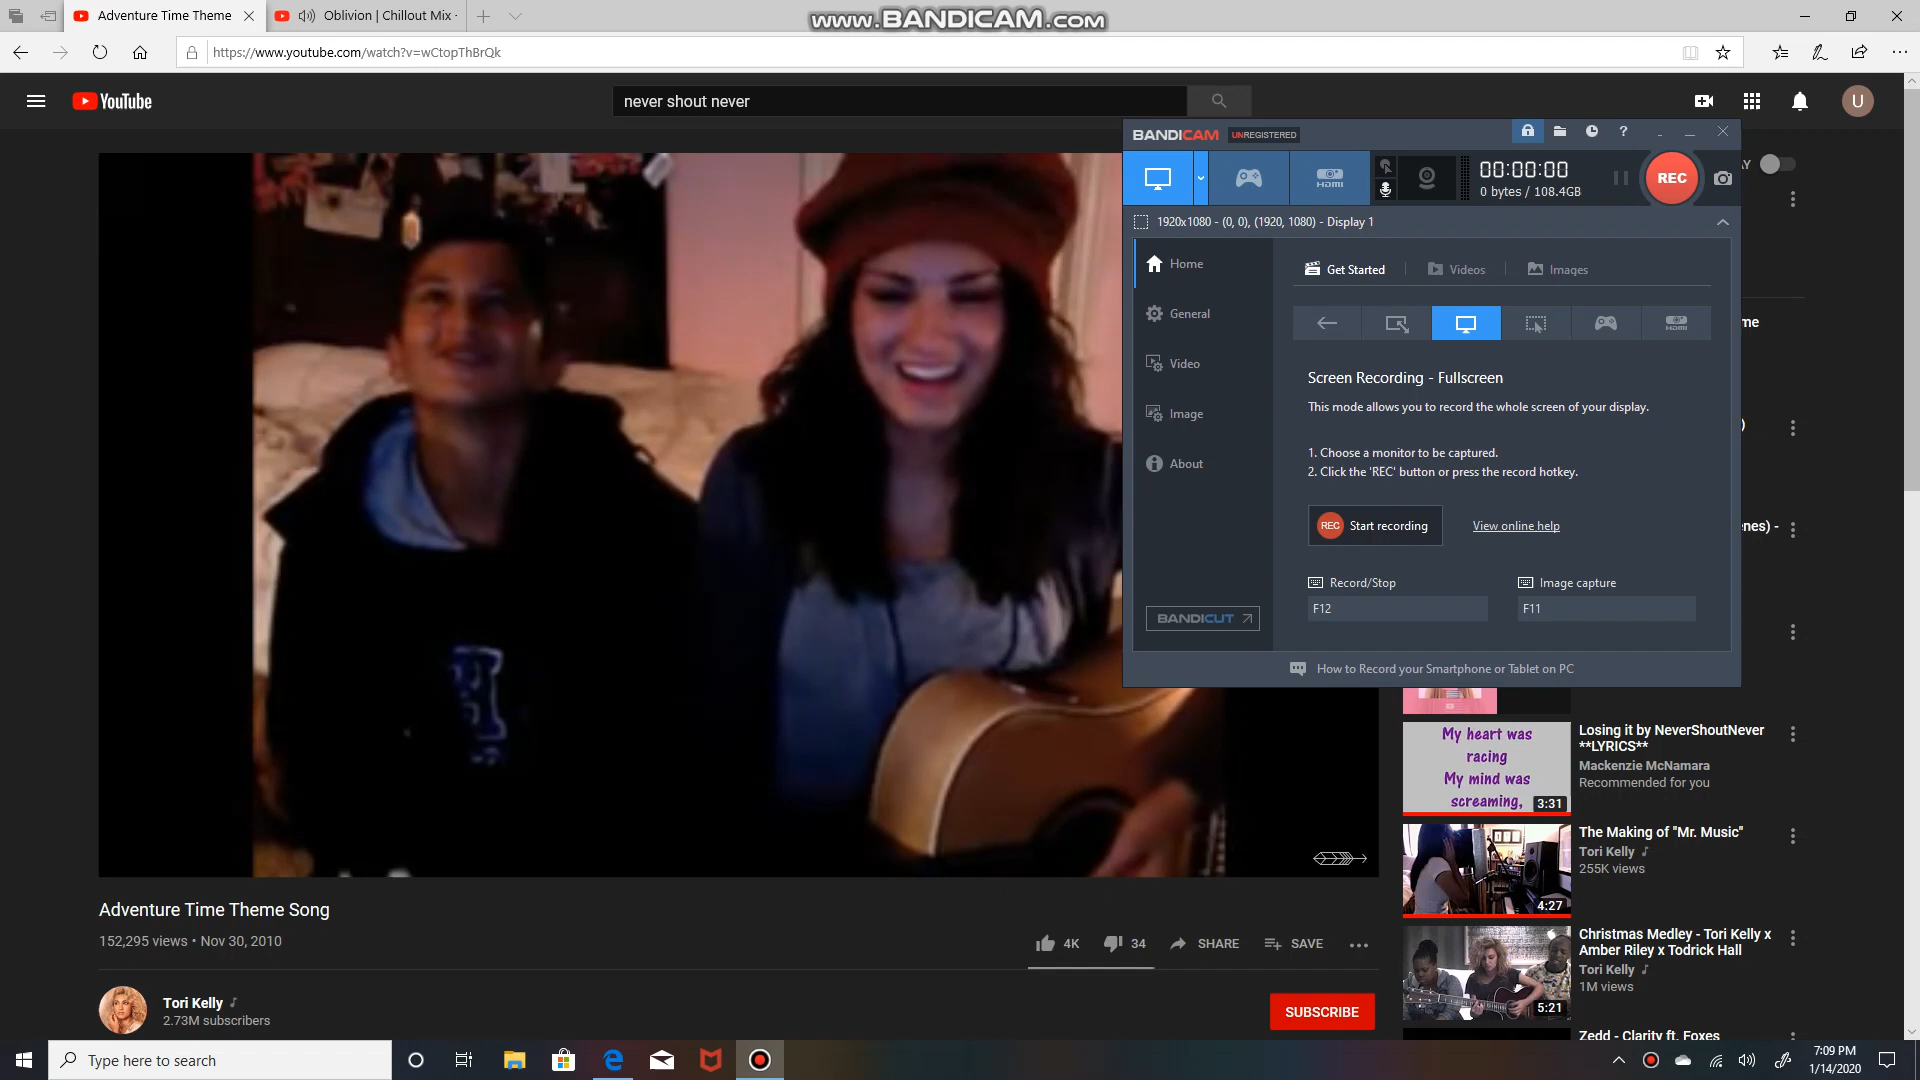 Adventure Time Theme
Oblivion | Chillout Mix ·
www.BANDICAM.com
https://www.youtube.com/watch?v=wCtopThBrQk
YouTube
never shout never
U
BANDICAM UNREGISTERED
?
HDMI
00:00:00
0 bytes / 108.4GB
REC
AY
1920x1080 - (0, 0), (1920, 1080) - Display 1
Home
General
Video
Image
About
BANDICUT
Get Started
Videos
Images
HDMI
Screen Recording - Fullscreen
This mode allows you to record the whole screen of your display.
1. Choose a monitor to be captured.
2. Click the 'REC' button or press the record hotkey.
REC Start recording
View online help
Record/Stop
Image capture
F12
F11
How to Record your Smartphone or Tablet on PC
me
)
nes) -
My heart was
racing
My mind was
screaming,
3:31
Losing it by NeverShoutNever
**LYRICS**
Mackenzie McNamara
Recommended for you
4:27
The Making of "Mr. Music"
Tori Kelly
255K views
5:21
Christmas Medley - Tori Kelly x
Amber Riley x Todrick Hall
Tori Kelly
1M views
Zedd - Clarity ft. Foxes
Adventure Time Theme Song
152,295 views • Nov 30, 2010
4K
34
SHARE
SAVE
Tori Kelly
2.73M subscribers
SUBSCRIBE
Type here to search
7:09 PM
1/14/2020